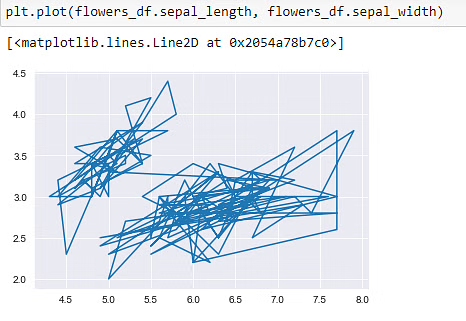 plt.plot(flowers_df.sepal_length, flowers_df.sepal_width)
[<matplotlib.lines.Line2D at 0x2054a78b7c0>]
4.5
4.0
3.5
3.0
2.5
2.0
4.5 5.0 5.5 6.0 6.5 7.0 7.5 8.0